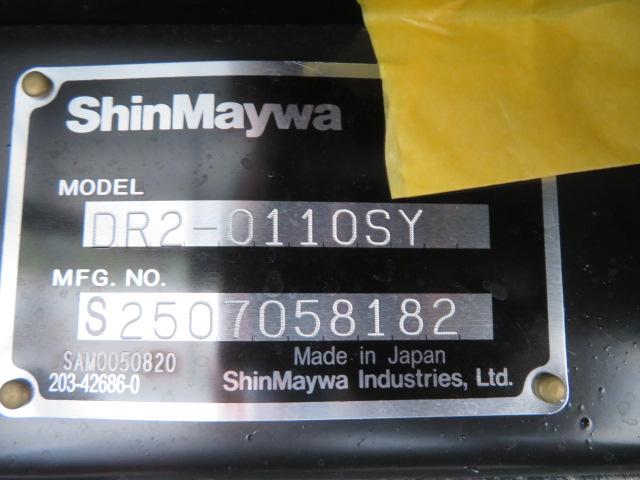 ShinMaywa
MODEL
DR2-0110SY
MFG. NO.
S2507058182
SAM0050820
Made in Japan
203-42686-0
ShinMaywa Industries, Ltd.